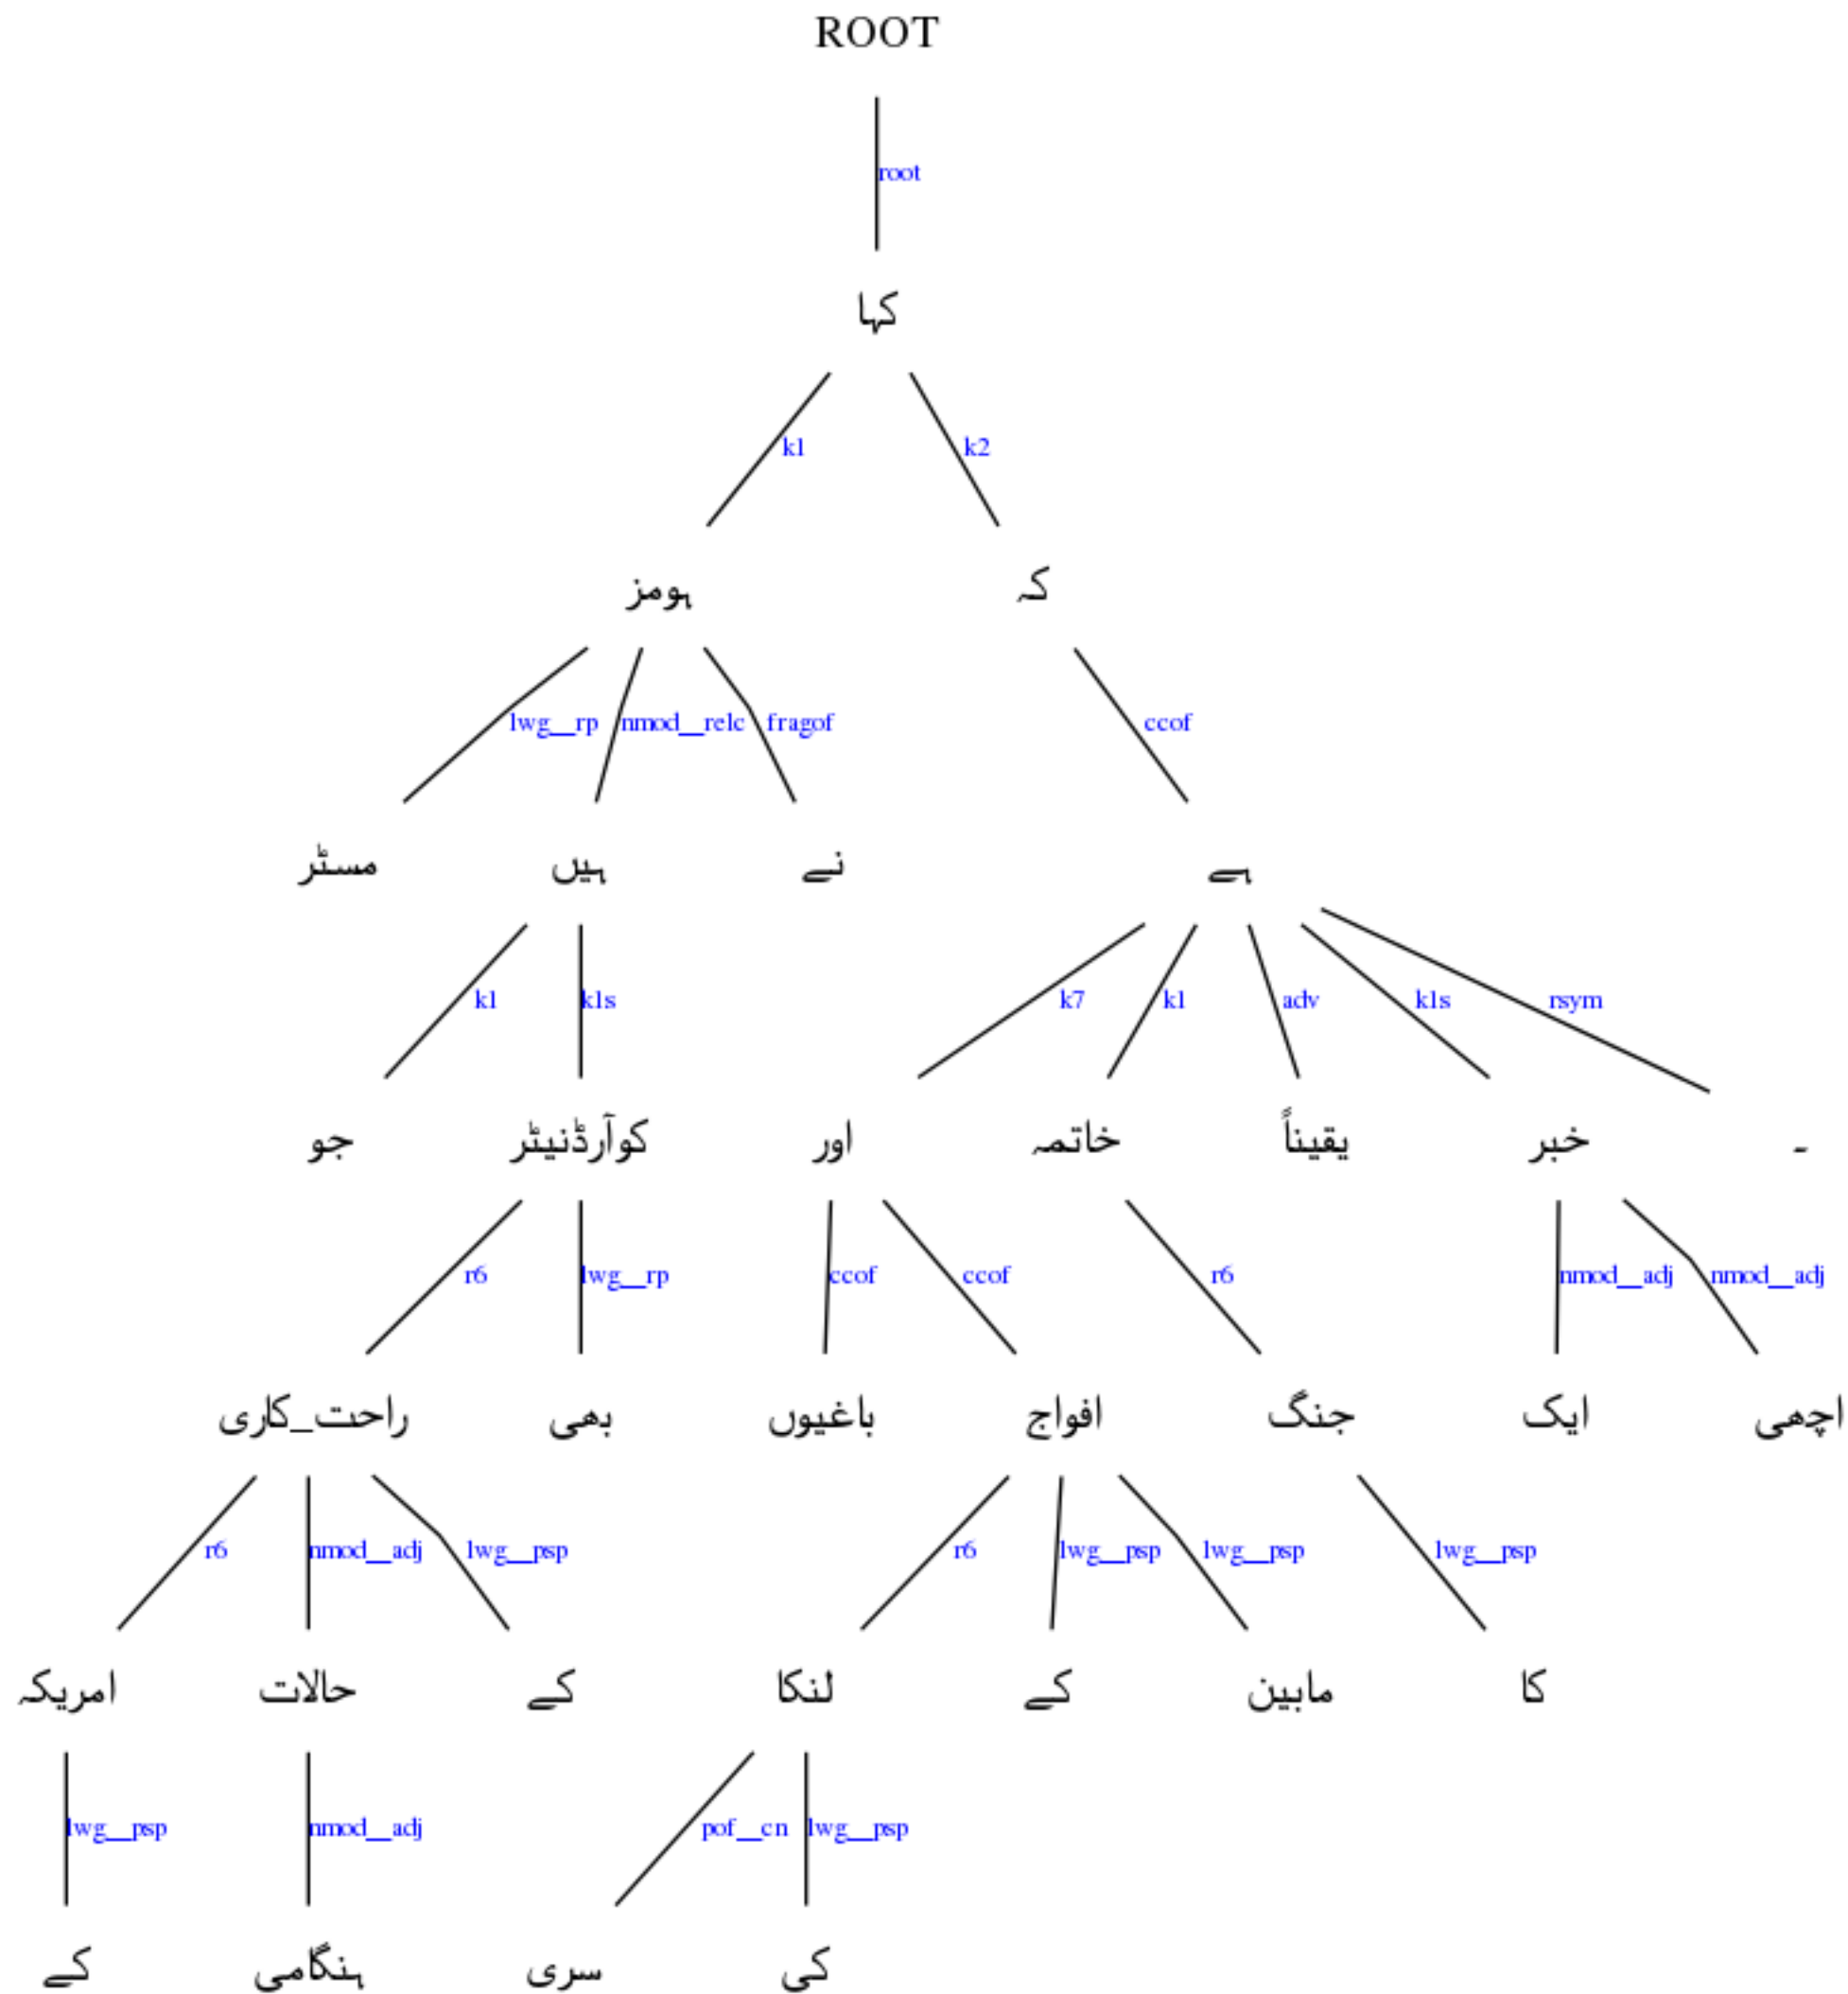 ROOT
root
کہا
k1 k2
ہومز کہ
lwg__rp nmod__relc fragof ccof
مسٹر ہیں نے ہے
k1 k1s k7 k1 adv k1s rsym
جو کوآرڈنیٹر اور خاتمہ یقیناً خبر ۔
r6 lwg__rp ccof ccof r6 nmod__adj nmod__adj
راحت_کاری بھی باغیوں افواج جنگ ایک اچھی
r6 nmod__adj lwg__psp r6 lwg__psp lwg__psp lwg__psp
امریکہ حالات کے لنکا کے مابین کا
lwg__psp nmod__adj pof__cn lwg__psp
کے ہنگامی سری کی